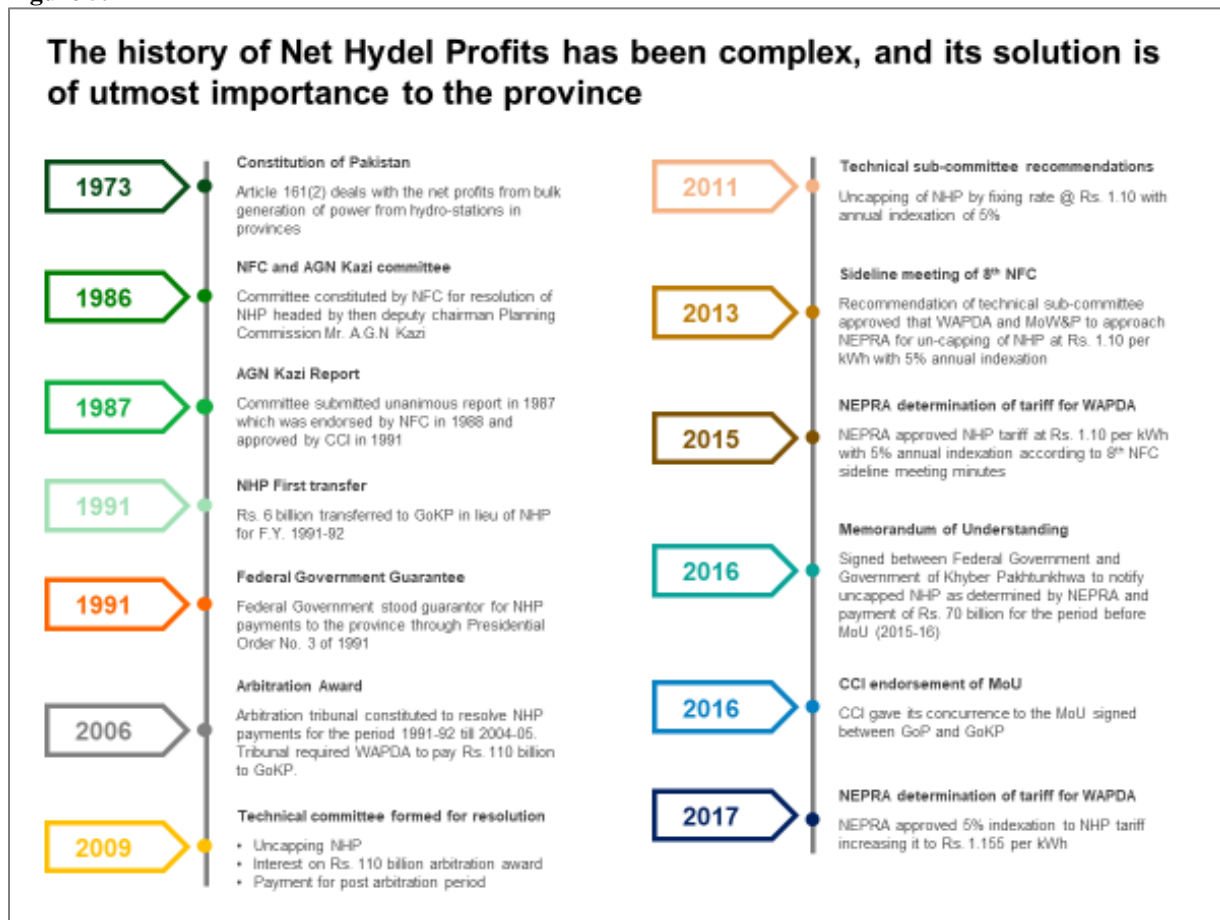 The history of Net Hydel Profits has been complex, and its solution is
of utmost importance to the province
1973
Constitution of Pakistan
Article 161(2) deals with the net profits from bulk
generation of power from hydro-stations in
provinces
1986
NFC and AGN Kazi committee
Committee constituted by NFC for resolution of
NHP headed by then deputy chairman Planning
Commission Mr. A.G.N Kazi
1987
AGN Kazi Report
Committee submitted unanimous report in 1987
which was endorsed by NFC in 1988 and
approved by CCI in 1991
1991
NHP First transfer
Rs. 6 billion transferred to GoKP in lieu of NHP
for F.Y. 1991-92
1991
Federal Government Guarantee
Federal Government stood guarantor for NHP
payments to the province through Presidential
Order No. 3 of 1991
2006
Arbitration Award
Arbitration tribunal constituted to resolve NHP
payments for the period 1991-92 till 2004-05.
Tribunal required WAPDA to pay Rs. 110 billion
to GoKP.
2009
Technical committee formed for resolution
• Uncapping NHP
• Interest on Rs. 110 billion arbitration award
• Payment for post arbitration period
2011
Technical sub-committee recommendations
Uncapping of NHP by fixing rate @ Rs. 1.10 with
annual indexation of 5%
2013
Sideline meeting of 8th NFC
Recommendation of technical sub-committee
approved that WAPDA and MoW&P to approach
NEPRA for un-capping of NHP at Rs. 1.10 per
kWh with 5% annual indexation
2015
NEPRA determination of tariff for WAPDA
NEPRA approved NHP tariff at Rs. 1.10 per kWh
with 5% annual indexation according to 8th NFC
sideline meeting minutes
2016
Memorandum of Understanding
Signed between Federal Government and
Government of Khyber Pakhtunkhwa to notify
uncapped NHP as determined by NEPRA and
payment of Rs. 70 billion for the period before
MoU (2015-16)
2016
CCI endorsement of MoU
CCI gave its concurrence to the MoU signed
between GoP and GoKP
2017
NEPRA determination of tariff for WAPDA
NEPRA approved 5% indexation to NHP tariff
increasing it to Rs. 1.155 per kWh